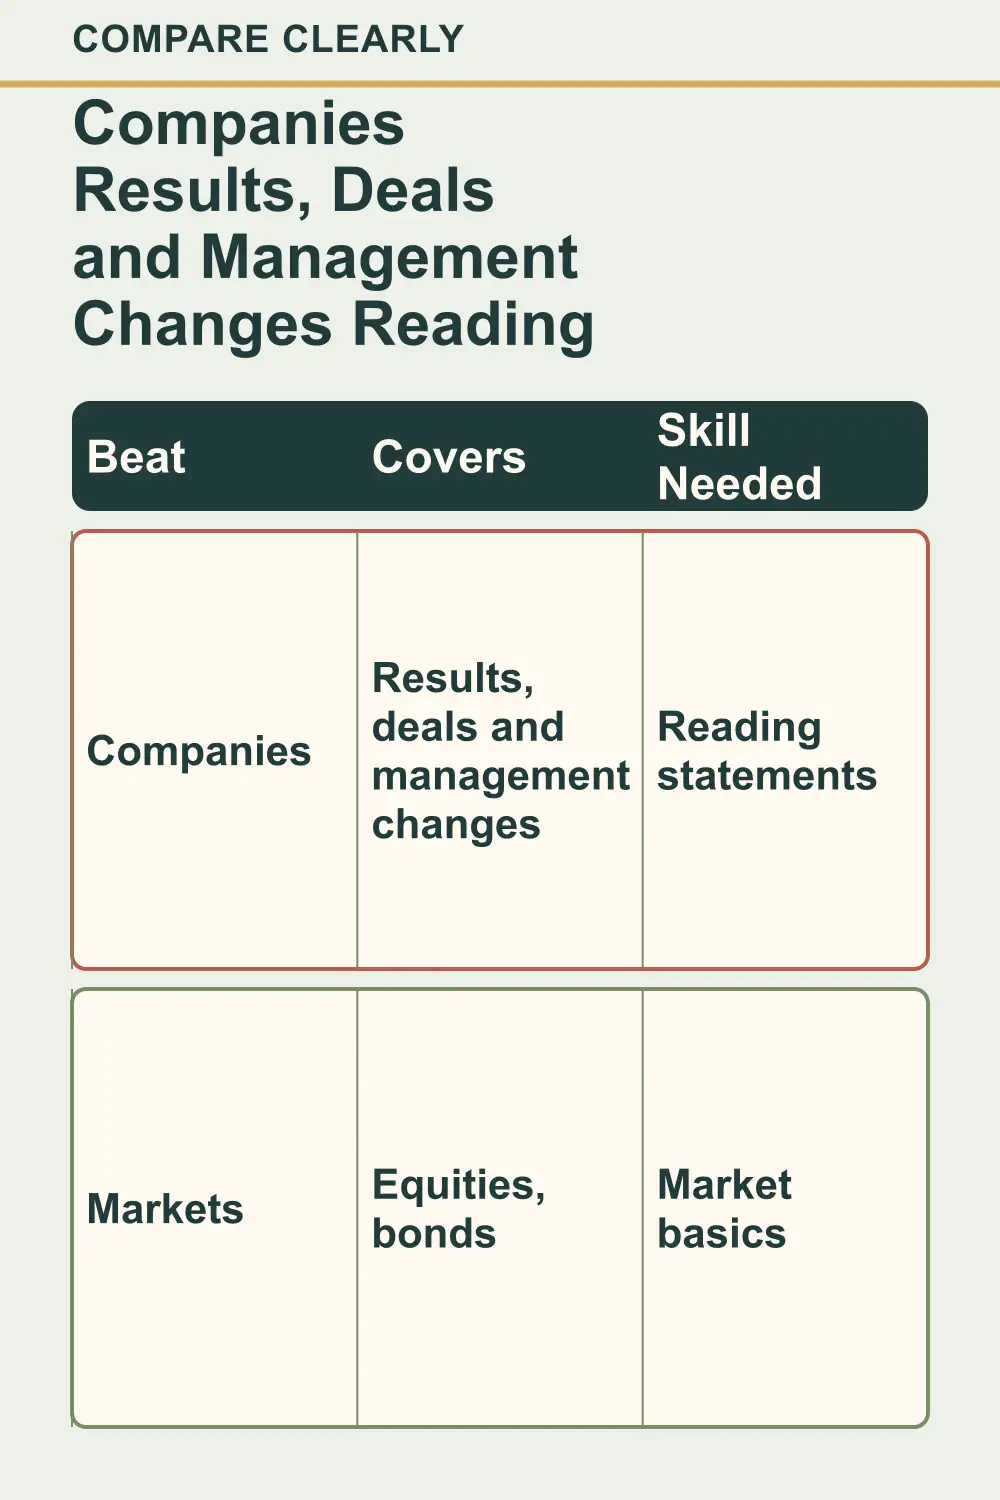 COMPARE CLEARLY
Companies
Results, Deals
and Management
Changes Reading
Beat
Covers
Skill
Needed
Companies
Results,
deals and
management
changes
Reading
statements
Markets
Equities,
bonds
Market
basics